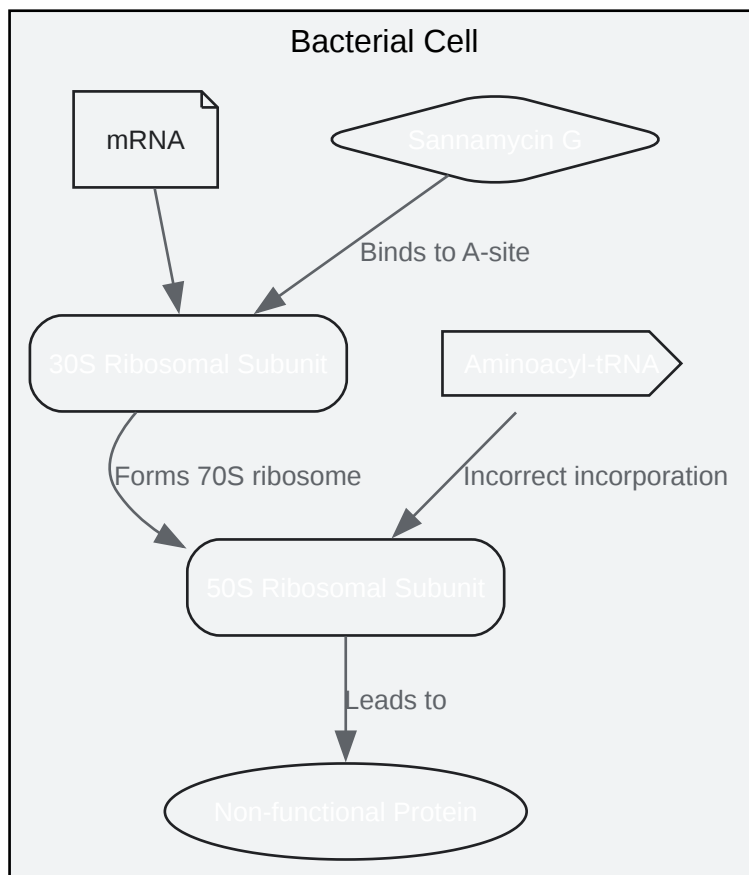 Bacterial Cell
mRNA
Sannamycin G
Binds to A-site
30S Ribosomal Subunit
Aminoacyl-tRNA
Forms 70S ribosome
Incorrect incorporation
50S Ribosomal Subunit
Leads to
Non-functional Protein